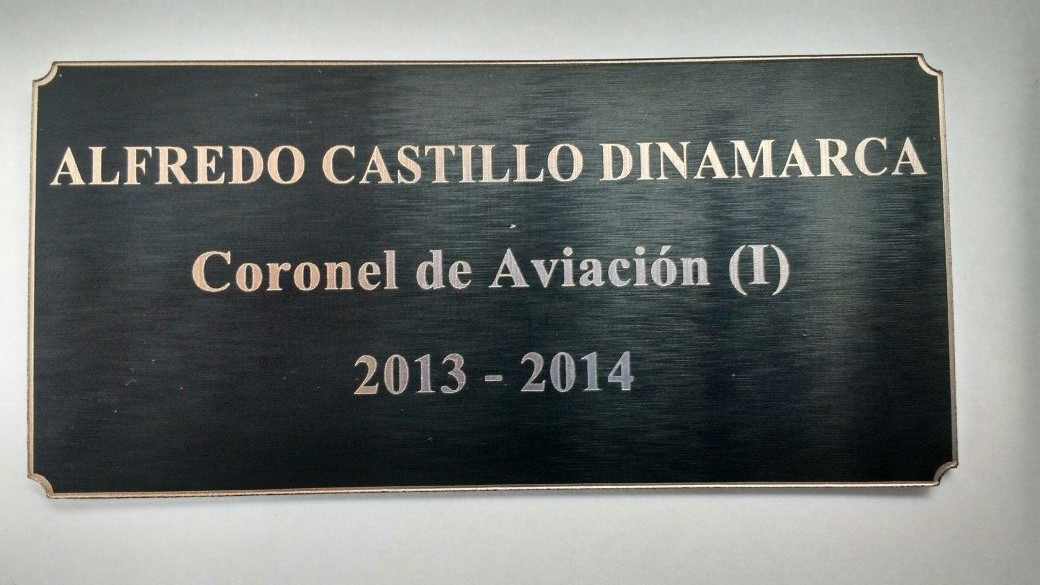 ALFREDO CASTILLO DINAMARCA
Coronel de Aviación (I)
2013 - 2014